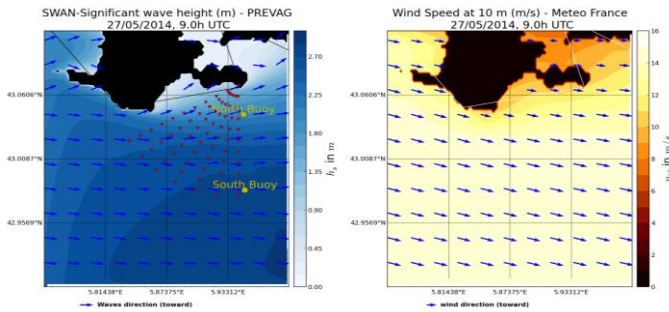 SWAN-Significant wave height (m) - PREVAG
27/05/2014, 9.0h UTC
43.0606°N
43.0087°N
42.9569°N
5.81438°E
5.87375°E
5.93312°E
North Buoy
South Buoy
Waves direction (toward)
2.70
2.25
1.80
1.35
0.90
0.45
0.00
h_s in m
Wind Speed at 10 m (m/s) - Meteo France
27/05/2014, 9.0h UTC
43.0606°N
43.0087°N
42.9569°N
5.81438°E
5.87375°E
5.93312°E
wind direction (toward)
16
14
12
10
8
6
4
2
0
in m/s